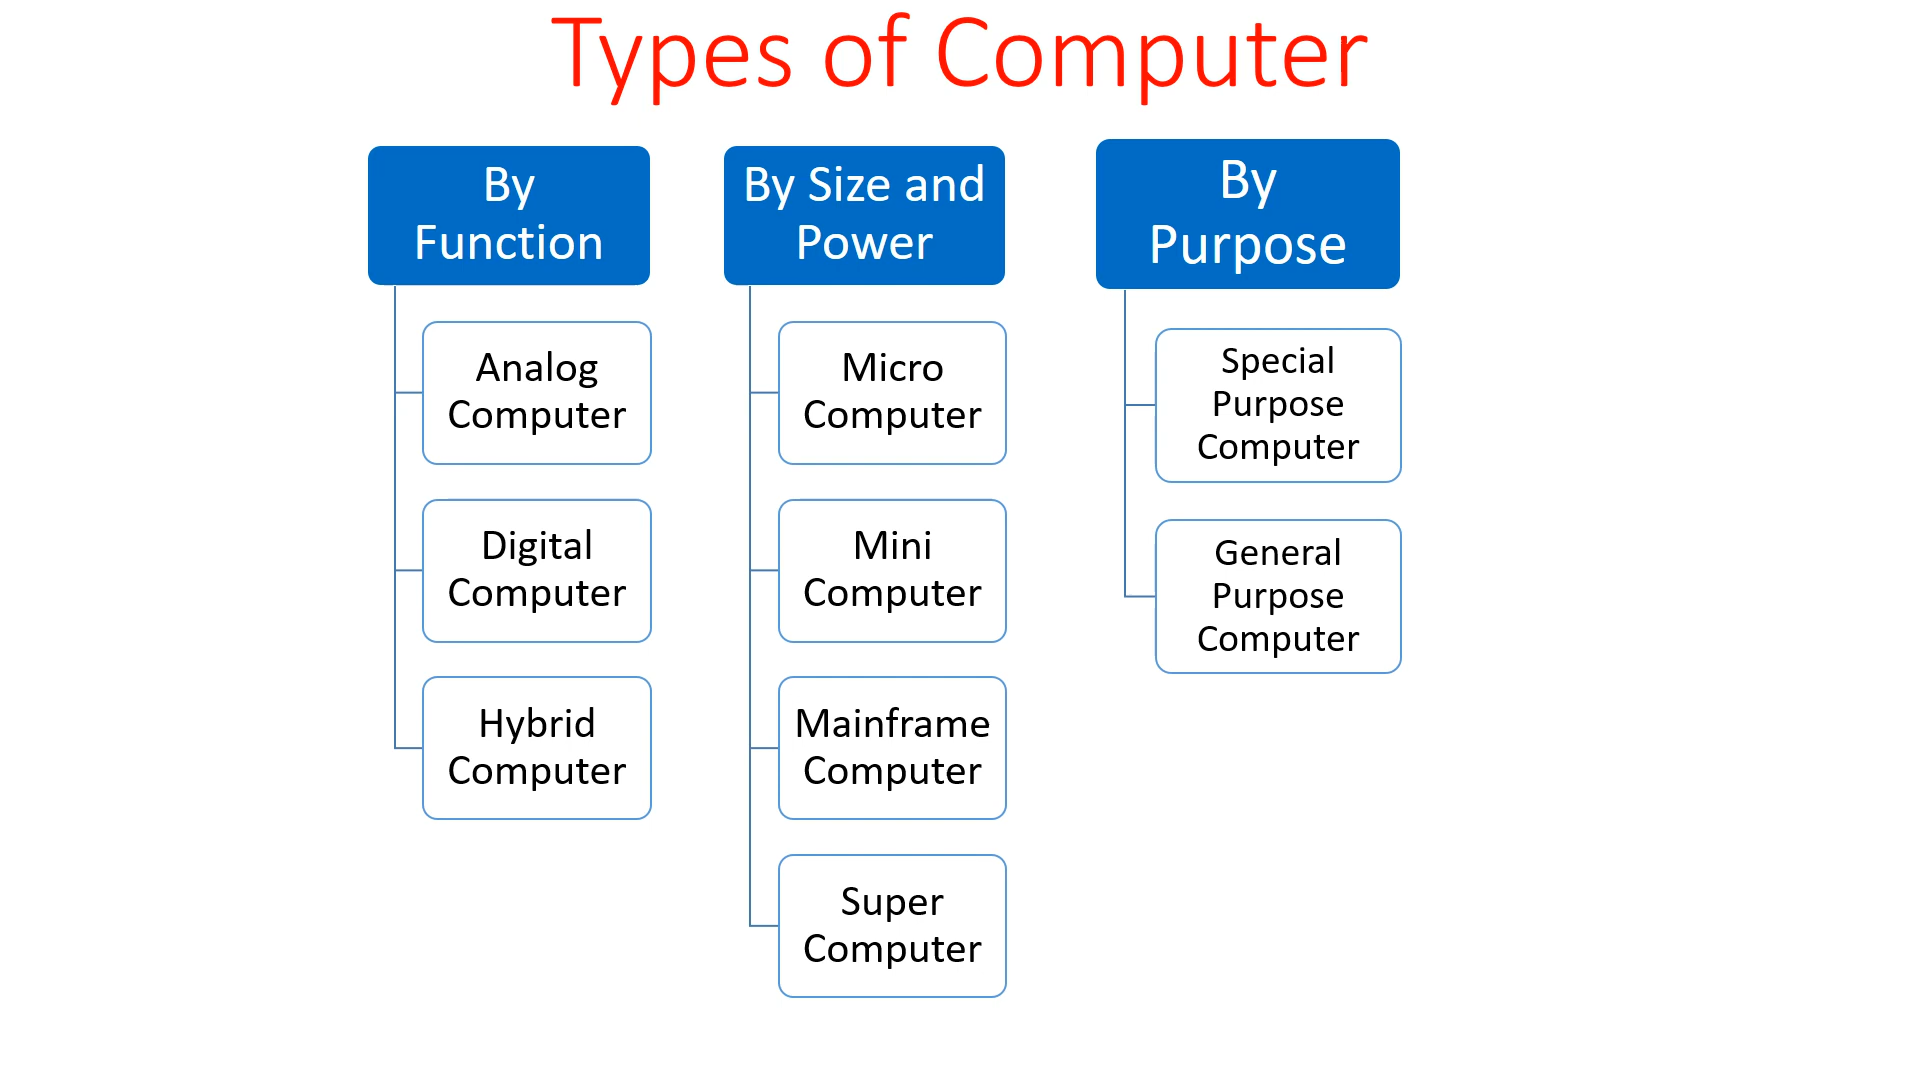 Types of Computer
By
Function
Analog
Computer
Digital
Computer
Hybrid
Computer
By Size and
Power
Micro
Computer
Mini
Computer
Mainframe
Computer
Super
Computer
By
Purpose
Special
Purpose
Computer
General
Purpose
Computer